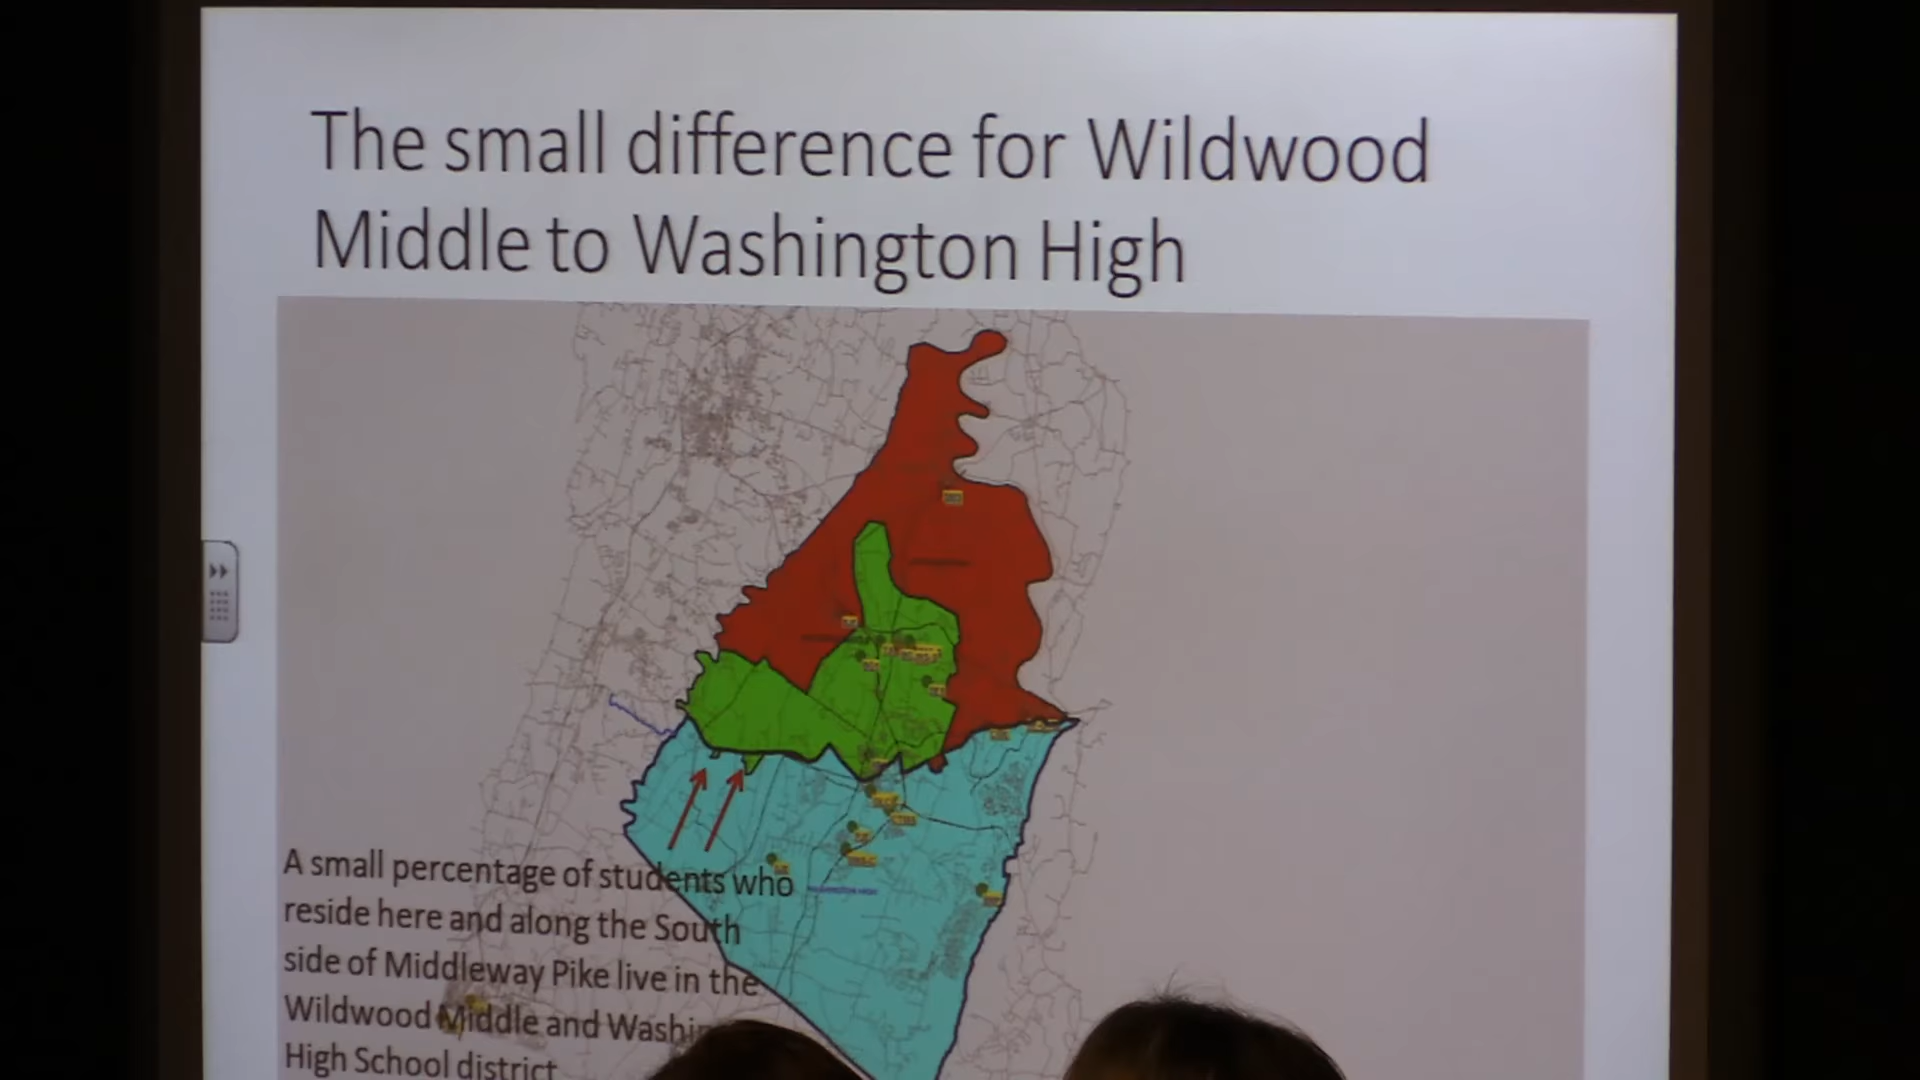 The small difference for Wildwood
Middle to Washington High
A small percentage of students who
reside here and along the South
side of Middleway Pike live in the
Wildwood Middle and
High School district